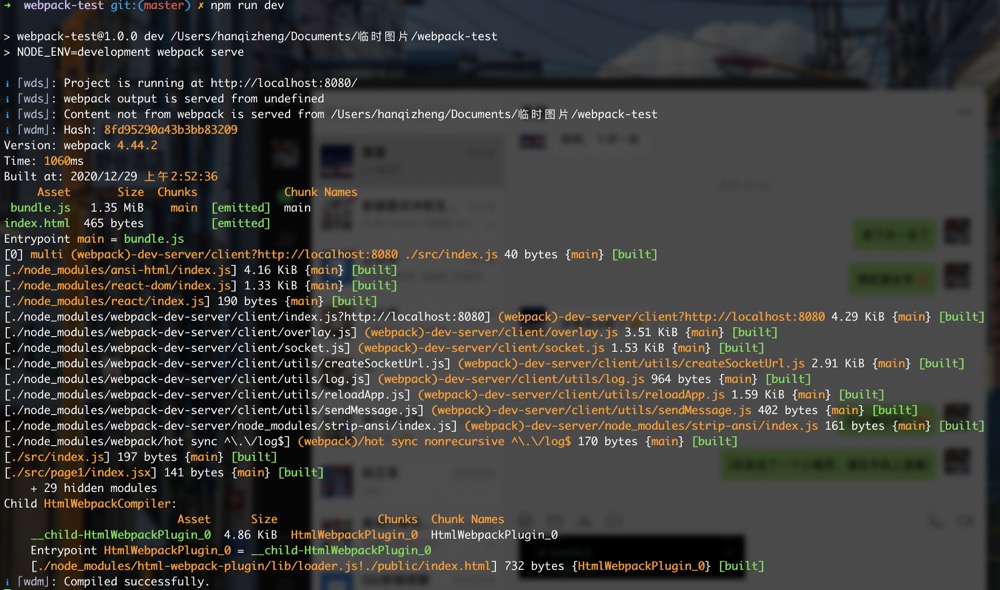 ➜ webpack-test git:(master) ✗ npm run dev
> webpack-test@1.0.0 dev /Users/hanqizheng/Documents/临时图片/webpack-test
> NODE_ENV=development webpack serve
ℹ ｢wds｣: Project is running at http://localhost:8080/
ℹ ｢wds｣: webpack output is served from undefined
ℹ ｢wds｣: Content not from webpack is served from /Users/hanqizheng/Documents/临时图片/webpack-test
ℹ ｢wdm｣: Hash: 8fd95290a43b3bb83209
Version: webpack 4.44.2
Time: 1060ms
Built at: 2020/12/29 上午2:52:36
Asset Size Chunks Chunk Names
bundle.js 1.35 MiB main [emitted] main
index.html 465 bytes [emitted]
Entrypoint main = bundle.js
[0] multi (webpack)-dev-server/client?http://localhost:8080 ./src/index.js 40 bytes {main} [built]
[./node_modules/ansi-html/index.js] 4.16 KiB {main} [built]
[./node_modules/react-dom/index.js] 1.33 KiB {main} [built]
[./node_modules/react/index.js] 190 bytes {main} [built]
[./node_modules/webpack-dev-server/client/index.js?http://localhost:8080] (webpack)-dev-server/client?http://localhost:8080 4.29 KiB {main} [built]
[./node_modules/webpack-dev-server/client/overlay.js] (webpack)-dev-server/client/overlay.js 3.51 KiB {main} [built]
[./node_modules/webpack-dev-server/client/socket.js] (webpack)-dev-server/client/socket.js 1.53 KiB {main} [built]
[./node_modules/webpack-dev-server/client/utils/createSocketUrl.js] (webpack)-dev-server/client/utils/createSocketUrl.js 2.91 KiB {main} [built]
[./node_modules/webpack-dev-server/client/utils/log.js] (webpack)-dev-server/client/utils/log.js 964 bytes {main} [built]
[./node_modules/webpack-dev-server/client/utils/reloadApp.js] (webpack)-dev-server/client/utils/reloadApp.js 1.59 KiB {main} [built]
[./node_modules/webpack-dev-server/client/utils/sendMessage.js] (webpack)-dev-server/client/utils/sendMessage.js 402 bytes {main} [built]
[./node_modules/webpack-dev-server/node_modules/strip-ansi/index.js] (webpack)-dev-server/node_modules/strip-ansi/index.js 161 bytes {main} [built]
[./node_modules/webpack/hot sync ^\.\/log$] (webpack)/hot sync nonrecursive ^\.\/log$ 170 bytes {main} [built]
[./src/index.js] 197 bytes {main} [built]
[./src/page1/index.jsx] 141 bytes {main} [built]
+ 29 hidden modules
Child HtmlWebpackCompiler:
Asset Size Chunks Chunk Names
__child-HtmlWebpackPlugin_0 4.86 KiB HtmlWebpackPlugin_0 HtmlWebpackPlugin_0
Entrypoint HtmlWebpackPlugin_0 = __child-HtmlWebpackPlugin_0
[./node_modules/html-webpack-plugin/lib/loader.js!./public/index.html] 732 bytes {HtmlWebpackPlugin_0} [built]
ℹ ｢wdm｣: Compiled successfully.